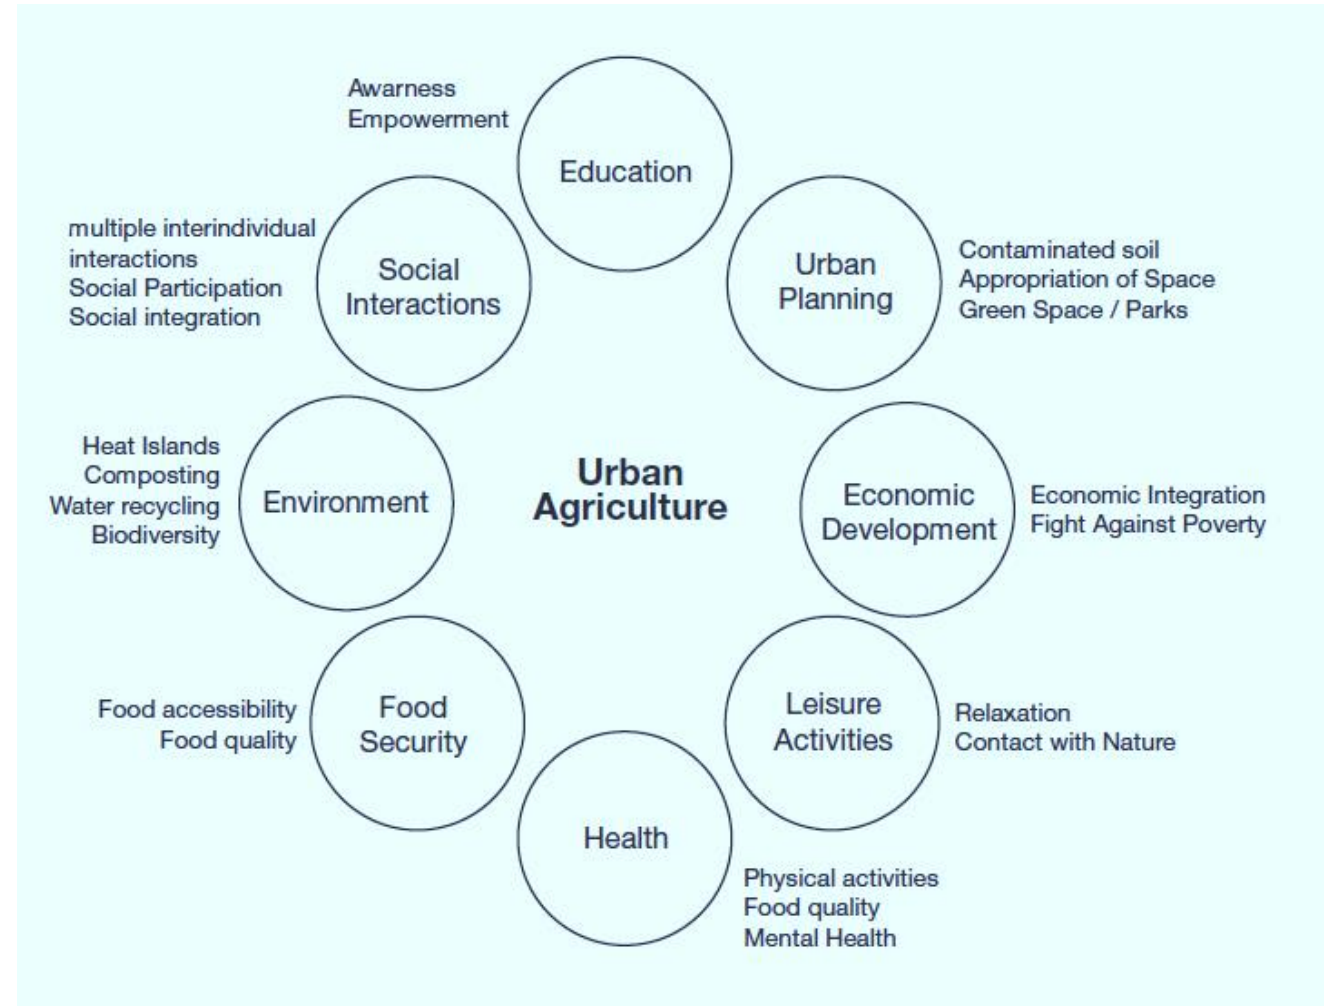 Awarness
Empowerment
Education
multiple interindividual
interactions
Social Participation
Social integration
Social
Interactions
Urban
Planning
Contaminated soil
Appropriation of Space
Green Space / Parks
Heat Islands
Composting
Water recycling
Biodiversity
Environment
Urban
Agriculture
Economic
Development
Economic Integration
Fight Against Poverty
Food accessibility
Food quality
Food
Security
Leisure
Activities
Relaxation
Contact with Nature
Health
Physical activities
Food quality
Mental Health